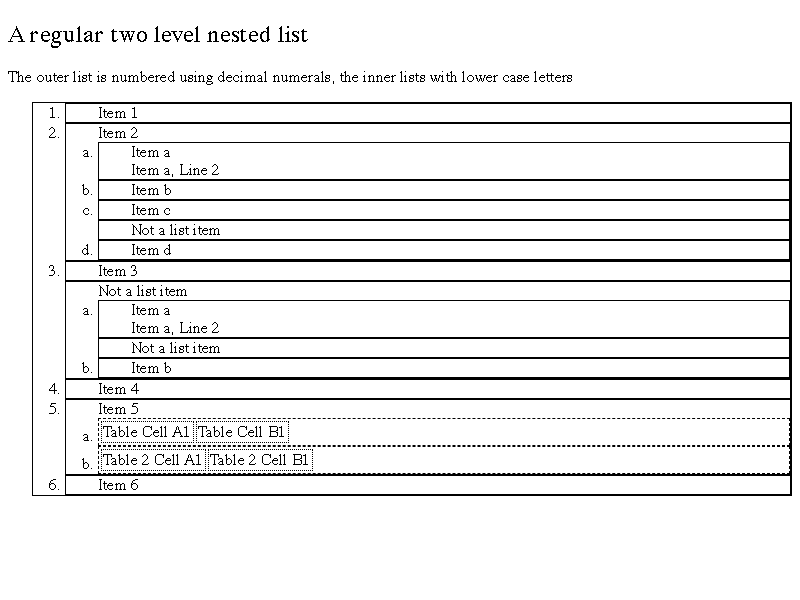 A regular two level nested list
The outer list is numbered using decimal numerals, the inner lists with lower case letters
1. Item 1
2. Item 2
a. Item a
Item a, Line 2
b. Item b
c. Item c
Not a list item
d. Item d
3. Item 3
Not a list item
a. Item a
Item a, Line 2
Not a list item
b. Item b
4. Item 4
5. Item 5
a. Table Cell A1 Table Cell B1
b. Table 2 Cell A1 Table 2 Cell B1
6. Item 6